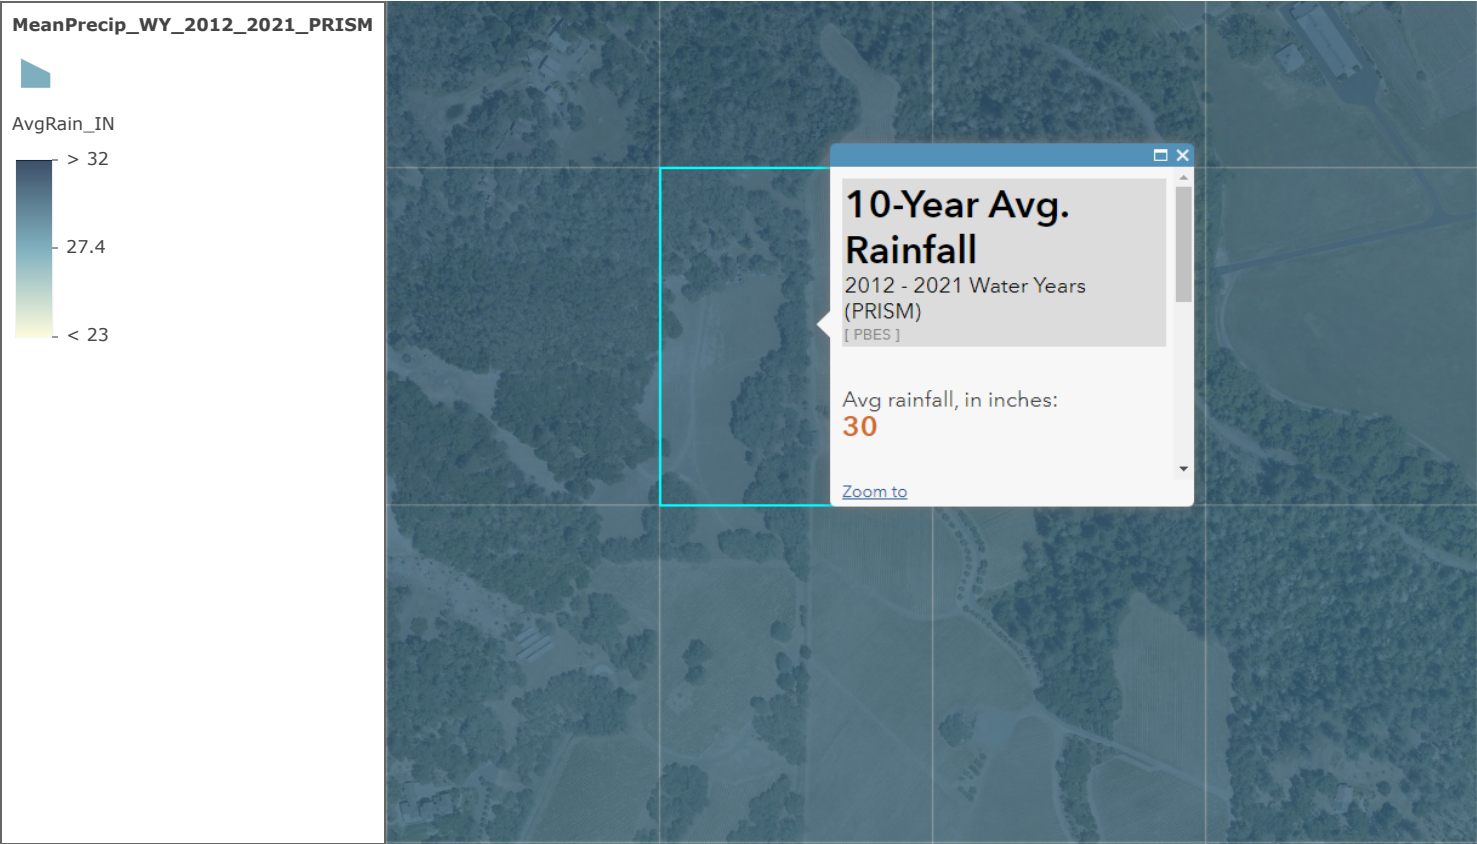 MeanPrecip_WY_2012_2021_PRISM
AvgRain_IN
> 32
27.4
< 23
10-Year Avg.
Rainfall
2012 - 2021 Water Years
(PRISM)
[ PBES ]
Avg rainfall, in inches:
30
Zoom to